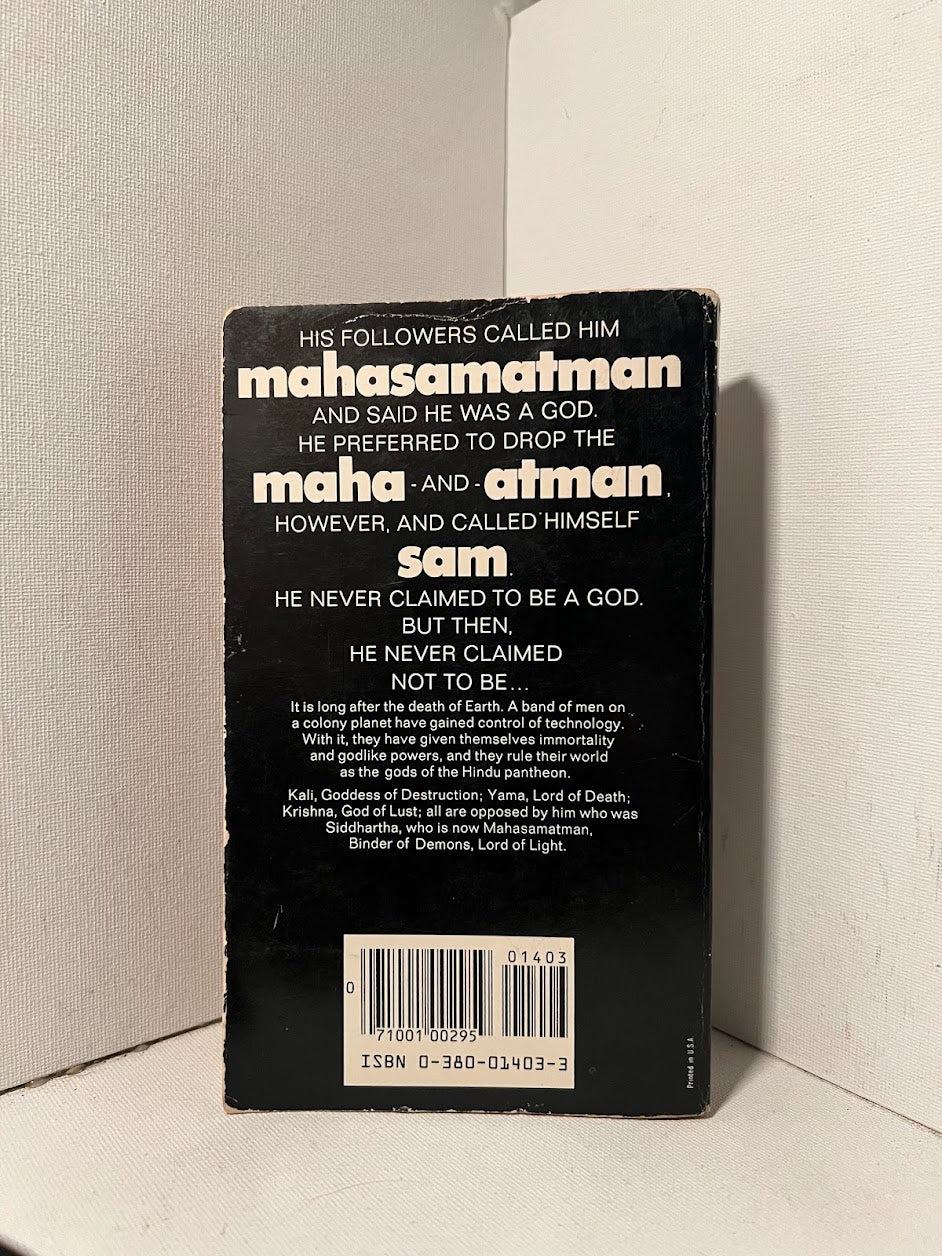 HIS FOLLOWERS CALLED HIM
mahasamatman
AND SAID HE WAS A GOD.
HE PREFERRED TO DROP THE
maha - AND - atman,
HOWEVER, AND CALLED HIMSELF
sam.
HE NEVER CLAIMED TO BE A GOD.
BUT THEN,
HE NEVER CLAIMED
NOT TO BE...
It is long after the death of Earth. A band of men on
a colony planet have gained control of technology.
With it, they have given themselves immortality
and godlike powers, and they rule their world
as the gods of the Hindu pantheon.
Kali, Goddess of Destruction; Yama, Lord of Death;
Krishna, God of Lust; all are opposed by him who was
Siddhartha, who is now Mahasamatman,
Binder of Demons, Lord of Light.
01403
0
71001 00295
ISBN 0-380-01403-3
Printed in U.S.A